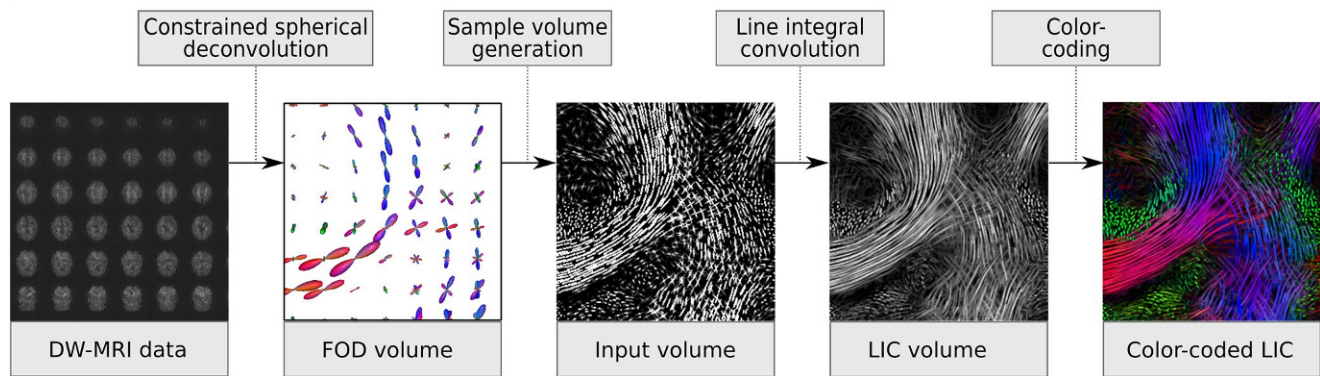 Constrained spherical
deconvolution
Sample volume
generation
Line integral
convolution
Color-
coding
DW-MRI data
FOD volume
Input volume
LIC volume
Color-coded LIC